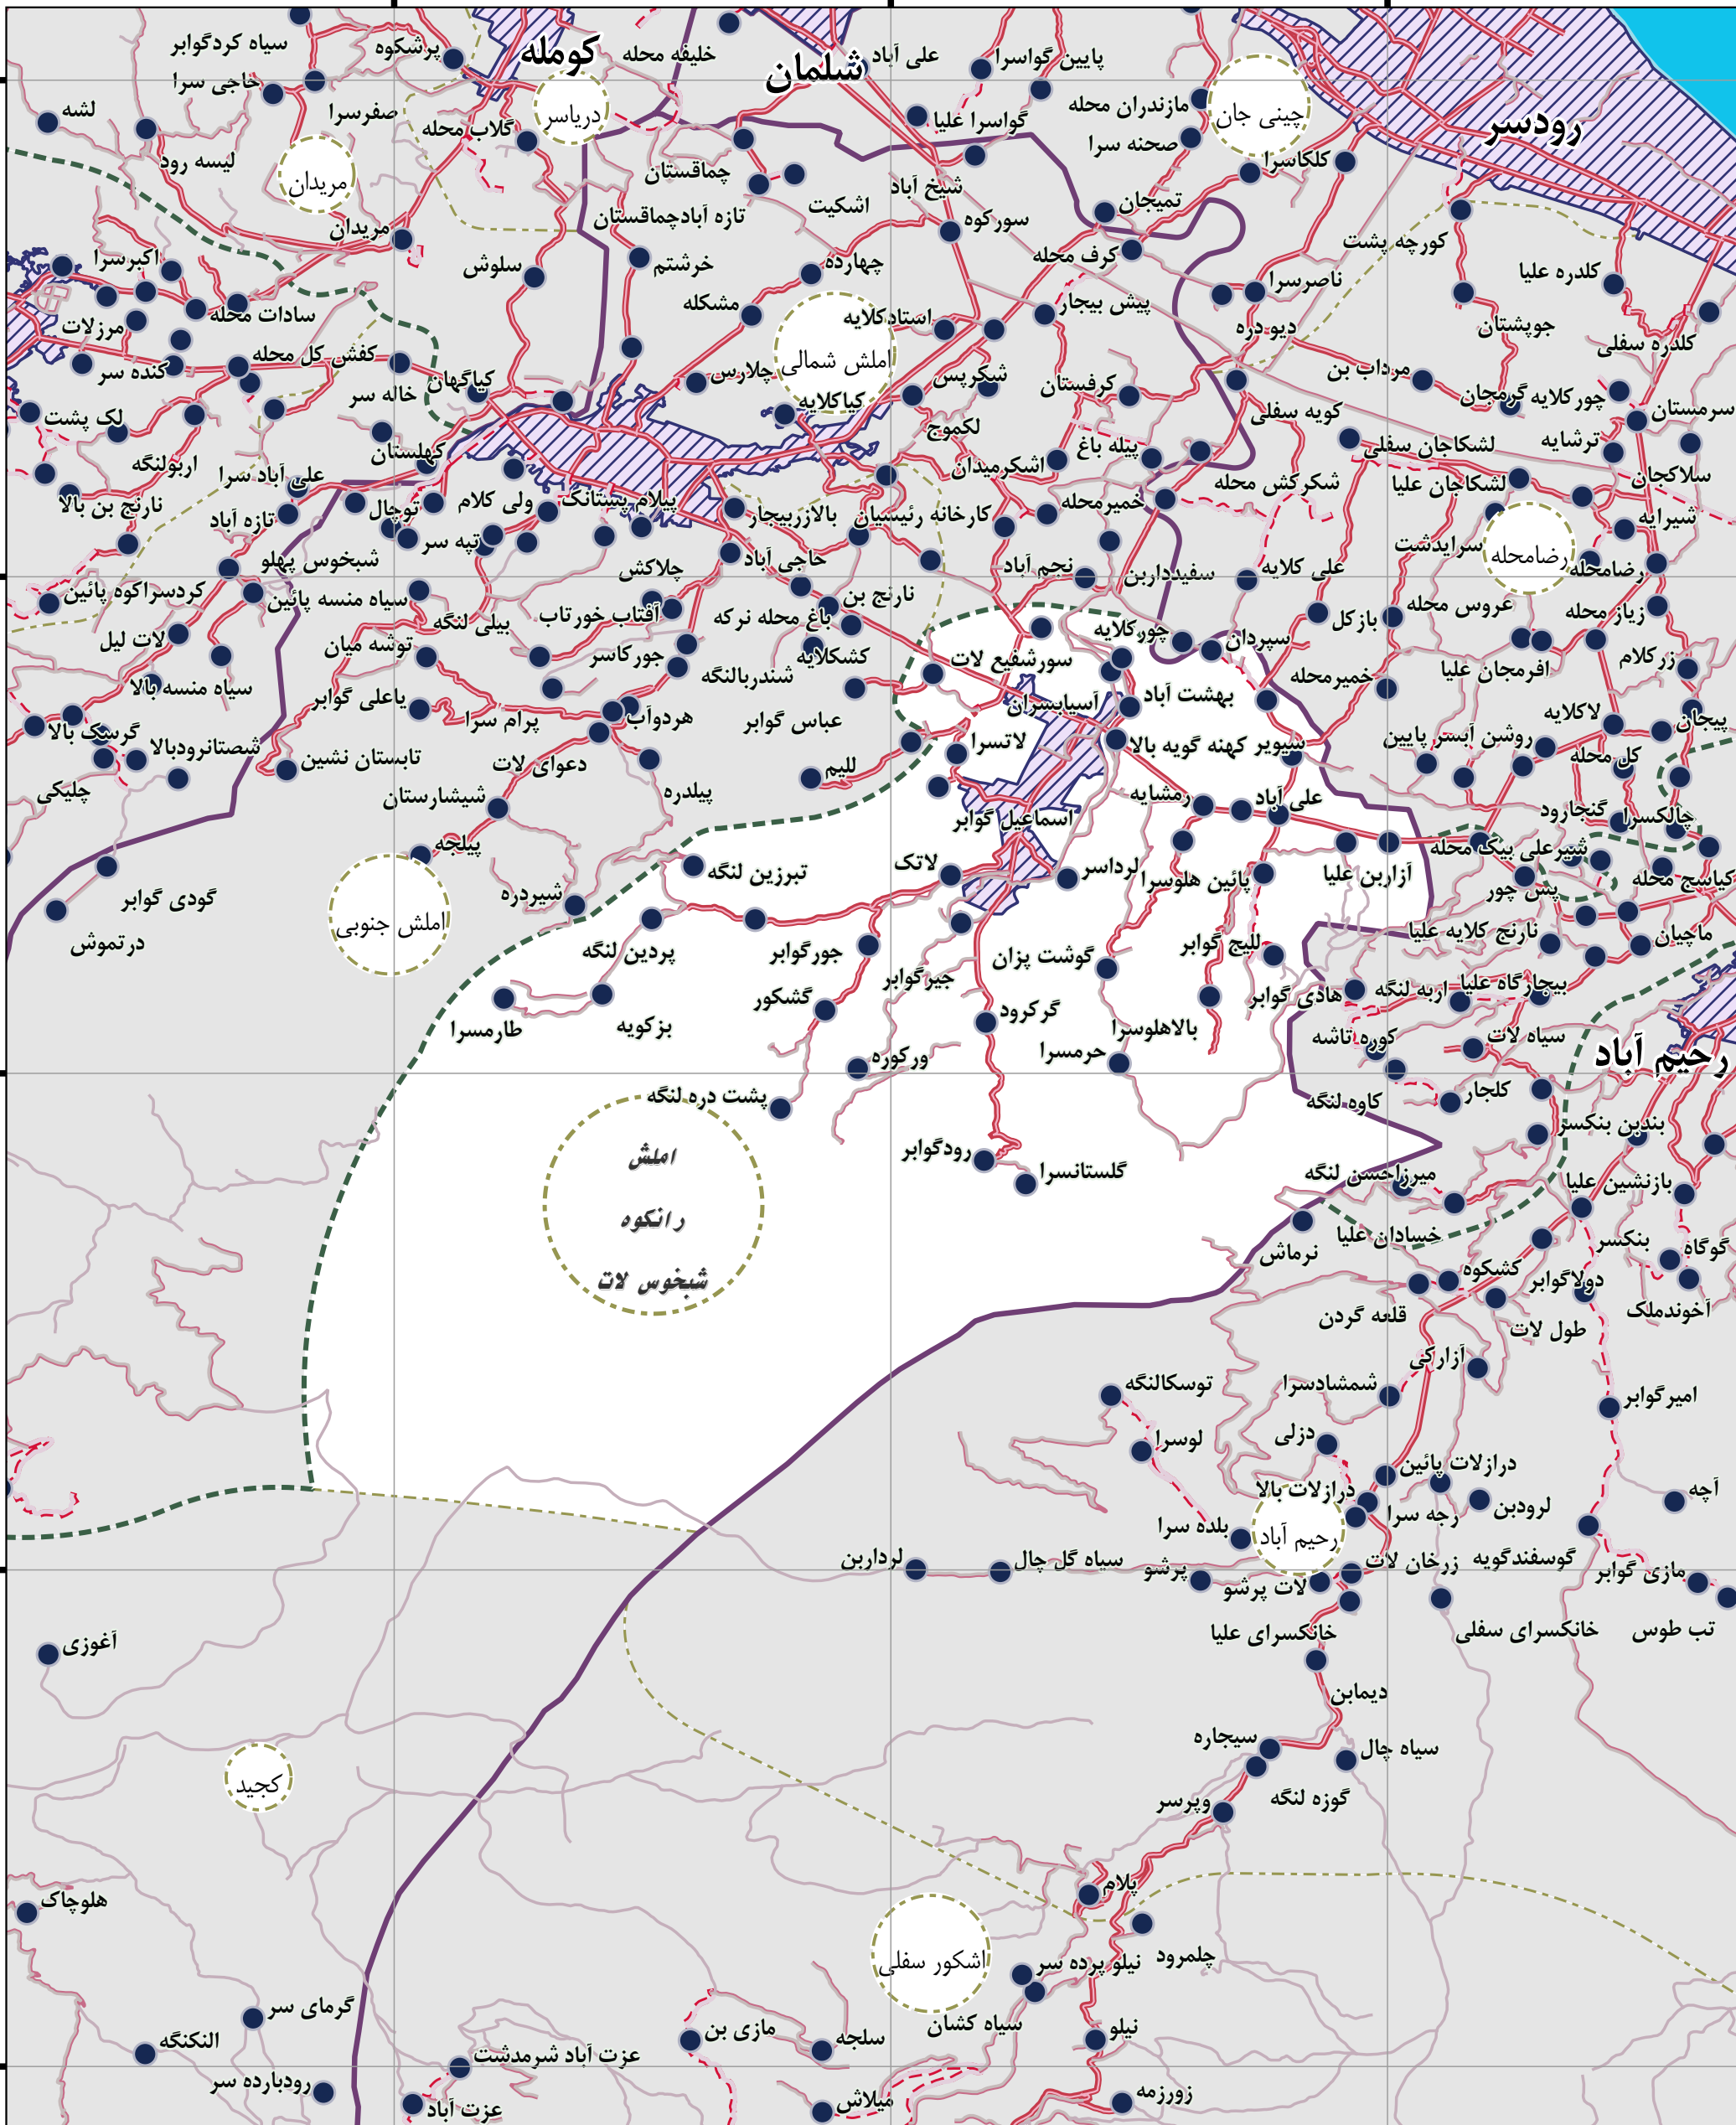 سیاه کردگوابر
پرشکوه
کومله
خلیفه محله
شلمان
علی آباد
پایین گواسرا
حاجی سرا
لشه
صفرسرا
گلاب محله
دریاسر
گواسرا علیا
مازندران محله
چینی جان
رودسر
لیسه رود
مریدان
چماقستان
صحنه سرا
کلکاسرا
شیخ آباد
اشکیت
تازه آبادچماقستان
سورکوه
تمیجان
مریدان
کرف محله
کورچه پشت
اکبرسرا
سلوش
خرشتم
چهارده
ناصرسرا
کلدره علیا
سادات محله
مشکله
استادکلایه
پیش بیجار
دیودره
جوپشتان
مرزلات
کلدره سفلی
کفش کل محله
املش شمالی
کنده سر
خاله سر
کیاگهان
چلارس
شیکرپس
کرفستان
مرداب بن
گرمجان
چورکلایه
سرمستان
لک پشت
کیاکلایه
کویه سفلی
لکموج
پیله باغ
لشکاجان سفلی
ترشایه
اربولنگه
کهلستان
اشکرمیدان
علی آباد سرا
شکرکش محله
لشکاجان علیا
سلاکجان
نارنج بن بالا
توچال
ولی کلام
پیلام پستانک
بالازربیجار
کارخانه رئیسیان
خمیرمحله
شیرایه
تازه آباد
تپه سر
سرایدشت
رضامحله
رضامحله
شبخوس پهلو
چلاکش
حاجی آباد
نجم آباد
سفیدداربن
علی کلایه
کردسراکوه پائین
سیاه منسه پائین
نارنج بن
عروس محله
زیاز محله
بیلی لنگه
آفتاب خورتاب
باغ محله نرکه
چورکلایه
بازکل
لات لیل
توشه میان
سپردان
جورکاسر
کشکلایه
سورشفیع لات
افرمجان علیا
زرکلام
سیاه منسه بالا
یاعلی گوابر
شندربالنگه
بهشت آباد
خمیرمحله
گرسک بالا
پرام سرا
هردوآب
عباس گوابر
آسیابسران
لاکلایه
پیجان
شصتانرودبالا
تابستان نشین
دعوای لات
لاتسرا
کهنه گویه بالا
سیویر
روشن آبسر پایین
کل محله
چلیکی
شیشارستان
پیلدره
للیم
رمشایه
علی آباد
اسماعیل گوابر
گنجارود
چالکسرا
پیلجه
تبرزین لنگه
لاتک
لرداسر
پائین هلوسرا
آزاربن علیا
شیرعلی بیک محله
کیاسج محله
گودی گوابر
شیردره
پس چور
املش جنوبی
درتموش
پردین لنگه
جورگوابر
جیرگوابر
گوشت پزان
للیج گوابر
نارنج کلایه علیا
ماچیان
طارمسرا
بزکویه
گشکور
گرکرود
بالاهلوسرا
هادی گوابر
اربه لنگه
بیجارگاه علیا
ورکوره
حرمسرا
کوره تاشه
سیاه لات
رحیم آباد
پشت دره لنگه
کاوه لنگه
کلجار
املش
رانکوه
شبخوس لات
رودگوابر
گلستانسرا
بندبن بنکسر
میرزاحسن لنگه
بازنشین علیا
نرماش
خسادان علیا
بنکسر
گوگاه
کشکوه
دولاگوابر
آخوندملک
قلعه گردن
طول لات
آزارکی
توسکالنگه
شمشادسرا
امیرگوابر
لوسرا
دزلی
درازلات پائین
درازلات بالا
آچه
رحیم آباد
بلده سرا
رجه سرا
لرودبن
لرداربن
سیاه گل چال
پرشو
لات پرشو
زرخان لات
گوسفندگویه
مازی گوابر
آغوزی
خانکسرای علیا
خانکسرای سفلی
تب طوس
دیمابن
سیجاره
سیاه چال
کجید
گوزه لنگه
ویرسر
پلام
هلوچاک
اشکور سفلی
چلمرود
نیلو پرده سر
گرمای سر
سیاه کشان
نیلو
النکنگه
مازی بن
سلجه
عزت آباد شرمدشت
رودبارده سر
میلاش
زورزمه
عزت آباد